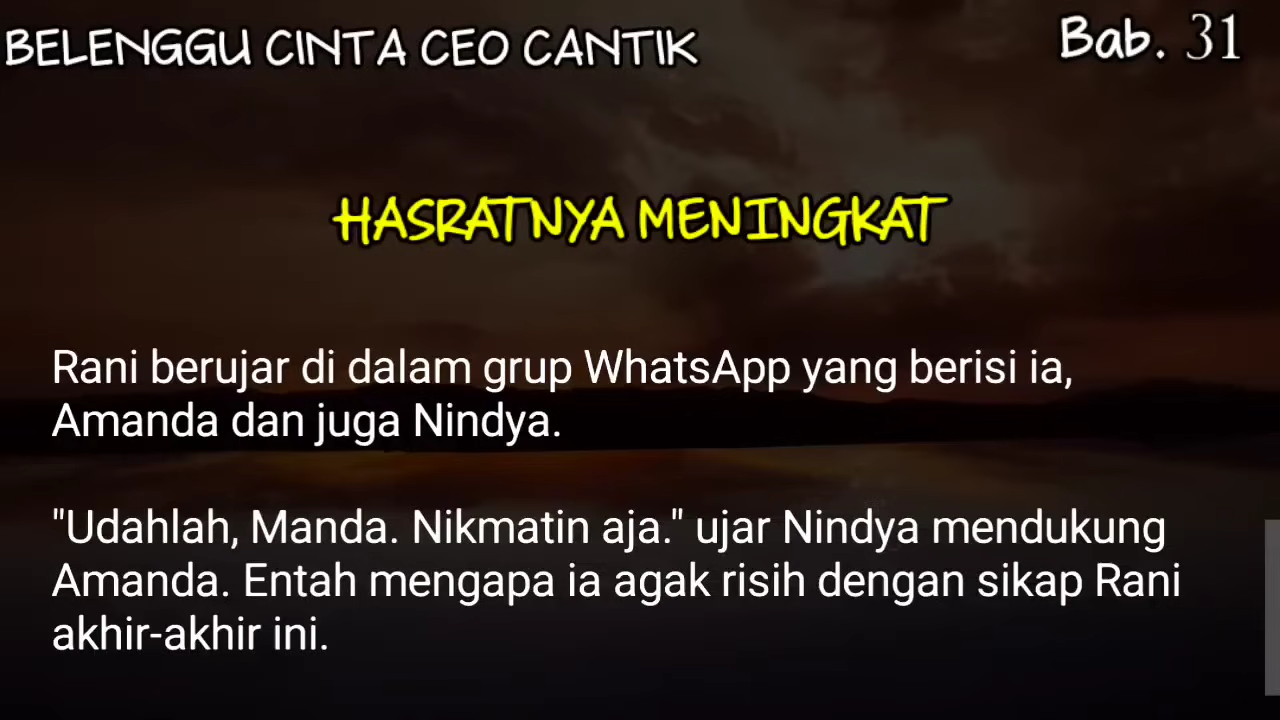 BELENGGU CINTA CEO CANTIK
Bab. 31
HASRATNYA MENINGKAT
Rani berujar di dalam grup WhatsApp yang berisi ia,
Amanda dan juga Nindya.
"Udahlah, Manda. Nikmatin aja." ujar Nindya mendukung
Amanda. Entah mengapa ia agak risih dengan sikap Rani
akhir-akhir ini.